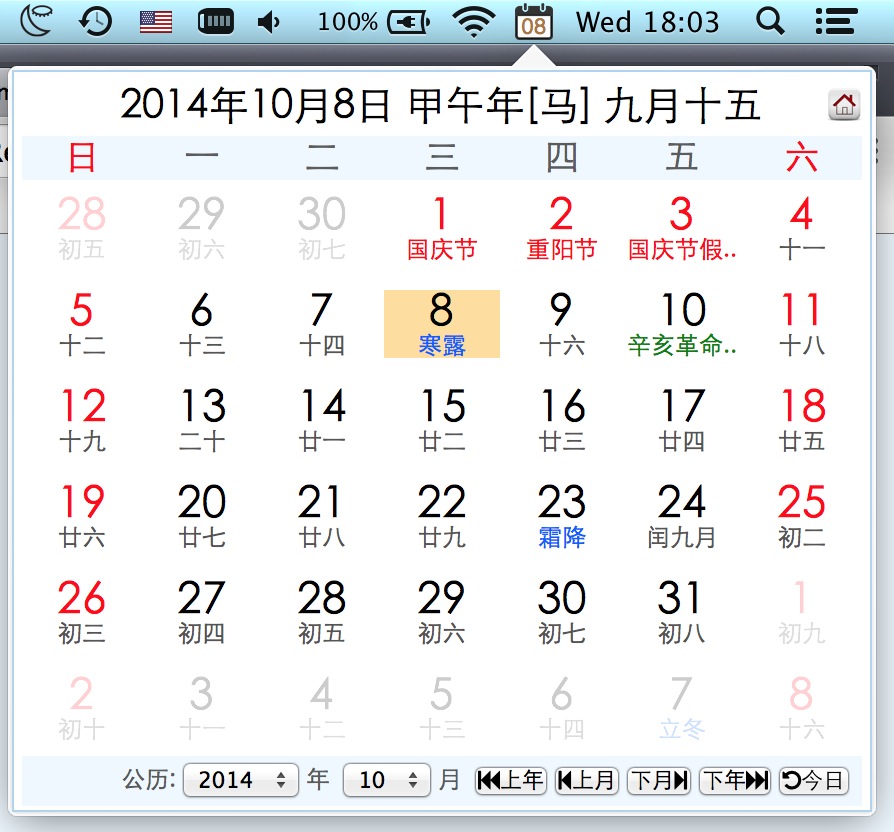 100% 08 Wed 18:03
2014年10月8日 甲午年[马] 九月十五
日 一 二 三 四 五 六
28 29 30 1 2 3 4
初五 初六 初七 国庆节 重阳节 国庆节假.. 十一
5 6 7 8 9 10 11
十二 十三 十四 寒露 十六 辛亥革命.. 十八
12 13 14 15 16 17 18
十九 二十 廿一 廿二 廿三 廿四 廿五
19 20 21 22 23 24 25
廿六 廿七 廿八 廿九 霜降 闰九月 初二
26 27 28 29 30 31 1
初三 初四 初五 初六 初七 初八 初九
2 3 4 5 6 7 8
初十 十一 十二 十三 十四 立冬 十六
公历: 2014 年 10 月 上年 上月 下月 下年 今日